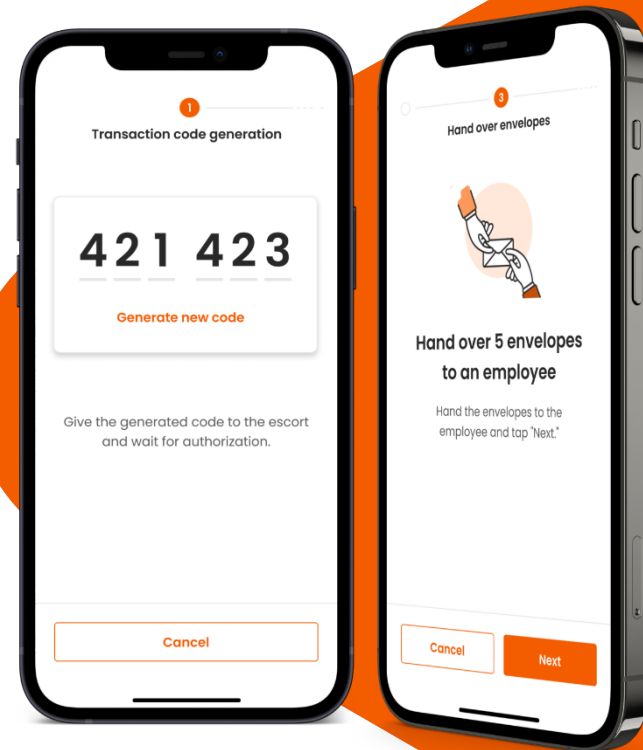 1
Transaction code generation
421 423
Generate new code
Give the generated code to the escort
and wait for authorization.
Cancel
3
Hand over envelopes
Hand over 5 envelopes
to an employee
Hand the envelopes to the
employee and tap "Next."
Cancel
Next